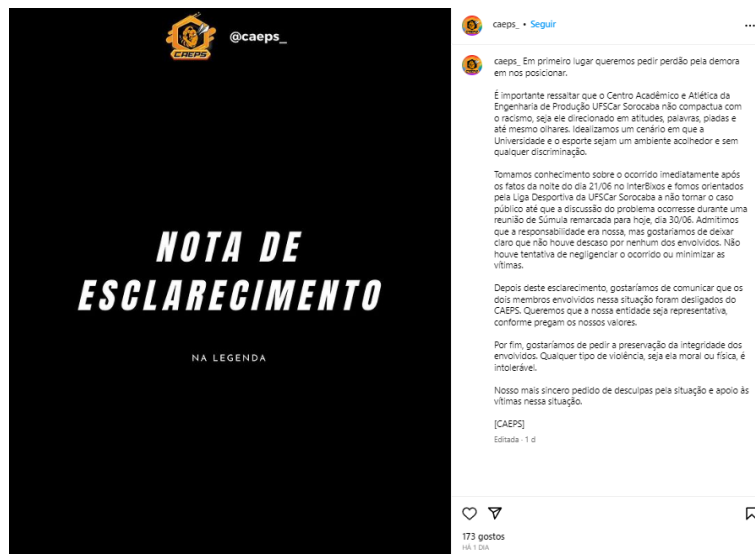 CAEPS
@caeps_
NOTA DE
ESCLARECIMENTO
NA LEGENDA
caeps_ • Seguir
caeps_ Em primeiro lugar queremos pedir perdão pela demora
em nos posicionar.
É importante ressaltar que o Centro Acadêmico e Atlética da
Engenharia de Produção UFSCar Sorocaba não compactua com
o racismo, seja ele direcionado em atitudes, palavras, piadas e
até mesmo olhares. Idealizamos um cenário em que a
Universidade e o esporte sejam um ambiente acolhedor e sem
qualquer discriminação.
Tomamos conhecimento sobre o ocorrido imediatamente após
os fatos da noite do dia 21/06 no InterBixos e fomos orientados
pela Liga Desportiva da UFSCar Sorocaba a não tornar o caso
público até que a discussão do problema ocorresse durante uma
reunião de Súmula remarcada para hoje, dia 30/06. Admitimos
que a responsabilidade era nossa, mas gostaríamos de deixar
claro que não houve descaso por nenhum dos envolvidos. Não
houve tentativa de negligenciar o ocorrido ou minimizar as
vítimas.
Depois deste esclarecimento, gostaríamos de comunicar que os
dois membros envolvidos nessa situação foram desligados do
CAEPS. Queremos que a nossa entidade seja representativa,
conforme pregam os nossos valores.
Por fim, gostaríamos de pedir a preservação da integridade dos
envolvidos. Qualquer tipo de violência, seja ela moral ou física, é
intolerável.
Nosso mais sincero pedido de desculpas pela situação e apoio às
vítimas nessa situação.
[CAEPS]
Editada · 1 d
173 gostos
HÁ 1 DIA